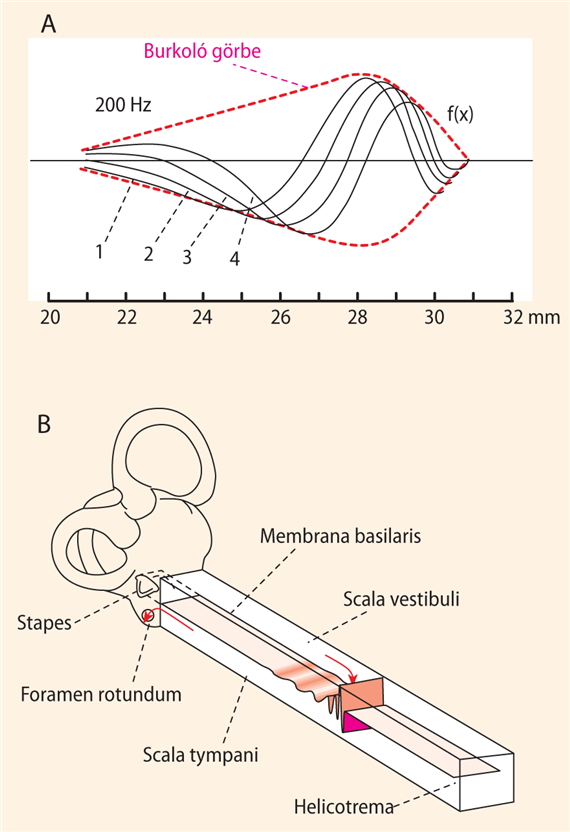 A
Burkoló görbe
200 Hz
f(x)
1
2
3
4
20 22 24 26 28 30 32 mm
B
Membrana basilaris
Scala vestibuli
Stapes
Foramen rotundum
Scala tympani
Helicotrema